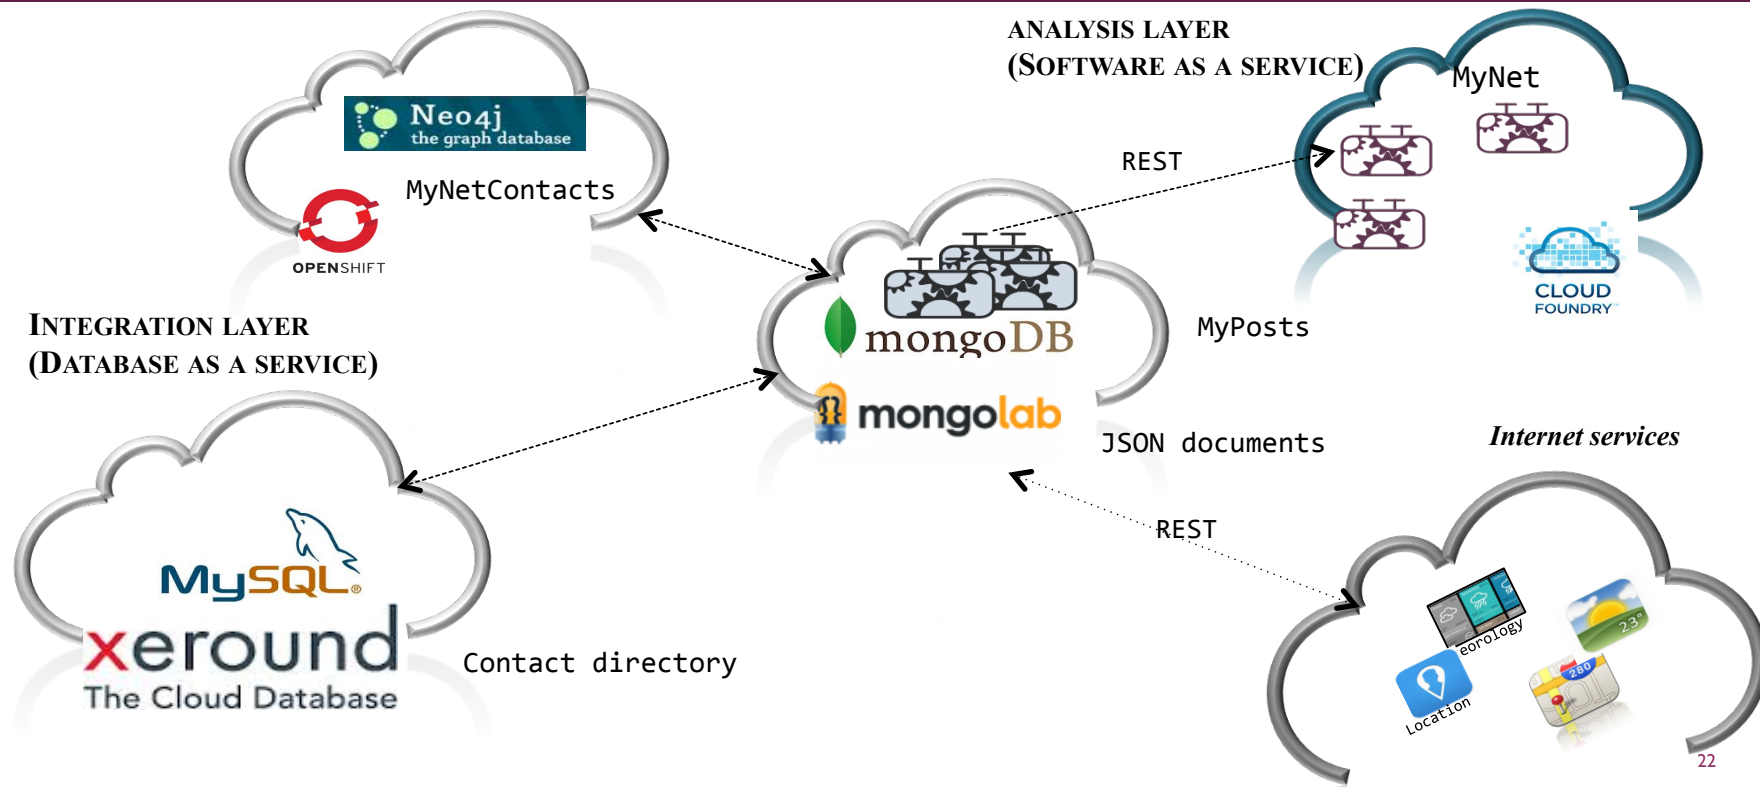 ANALYSIS LAYER
(SOFTWARE AS A SERVICE)
MyNet
Neo4j
the graph database
MyNetContacts
OPENSHIFT
REST
CLOUD
FOUNDRY
INTEGRATION LAYER
(DATABASE AS A SERVICE)
mongoDB
MyPosts
mongolab
JSON documents
Internet services
REST
MySQL®
xeround
The Cloud Database
Contact directory
eorology
23°
280
Location
22